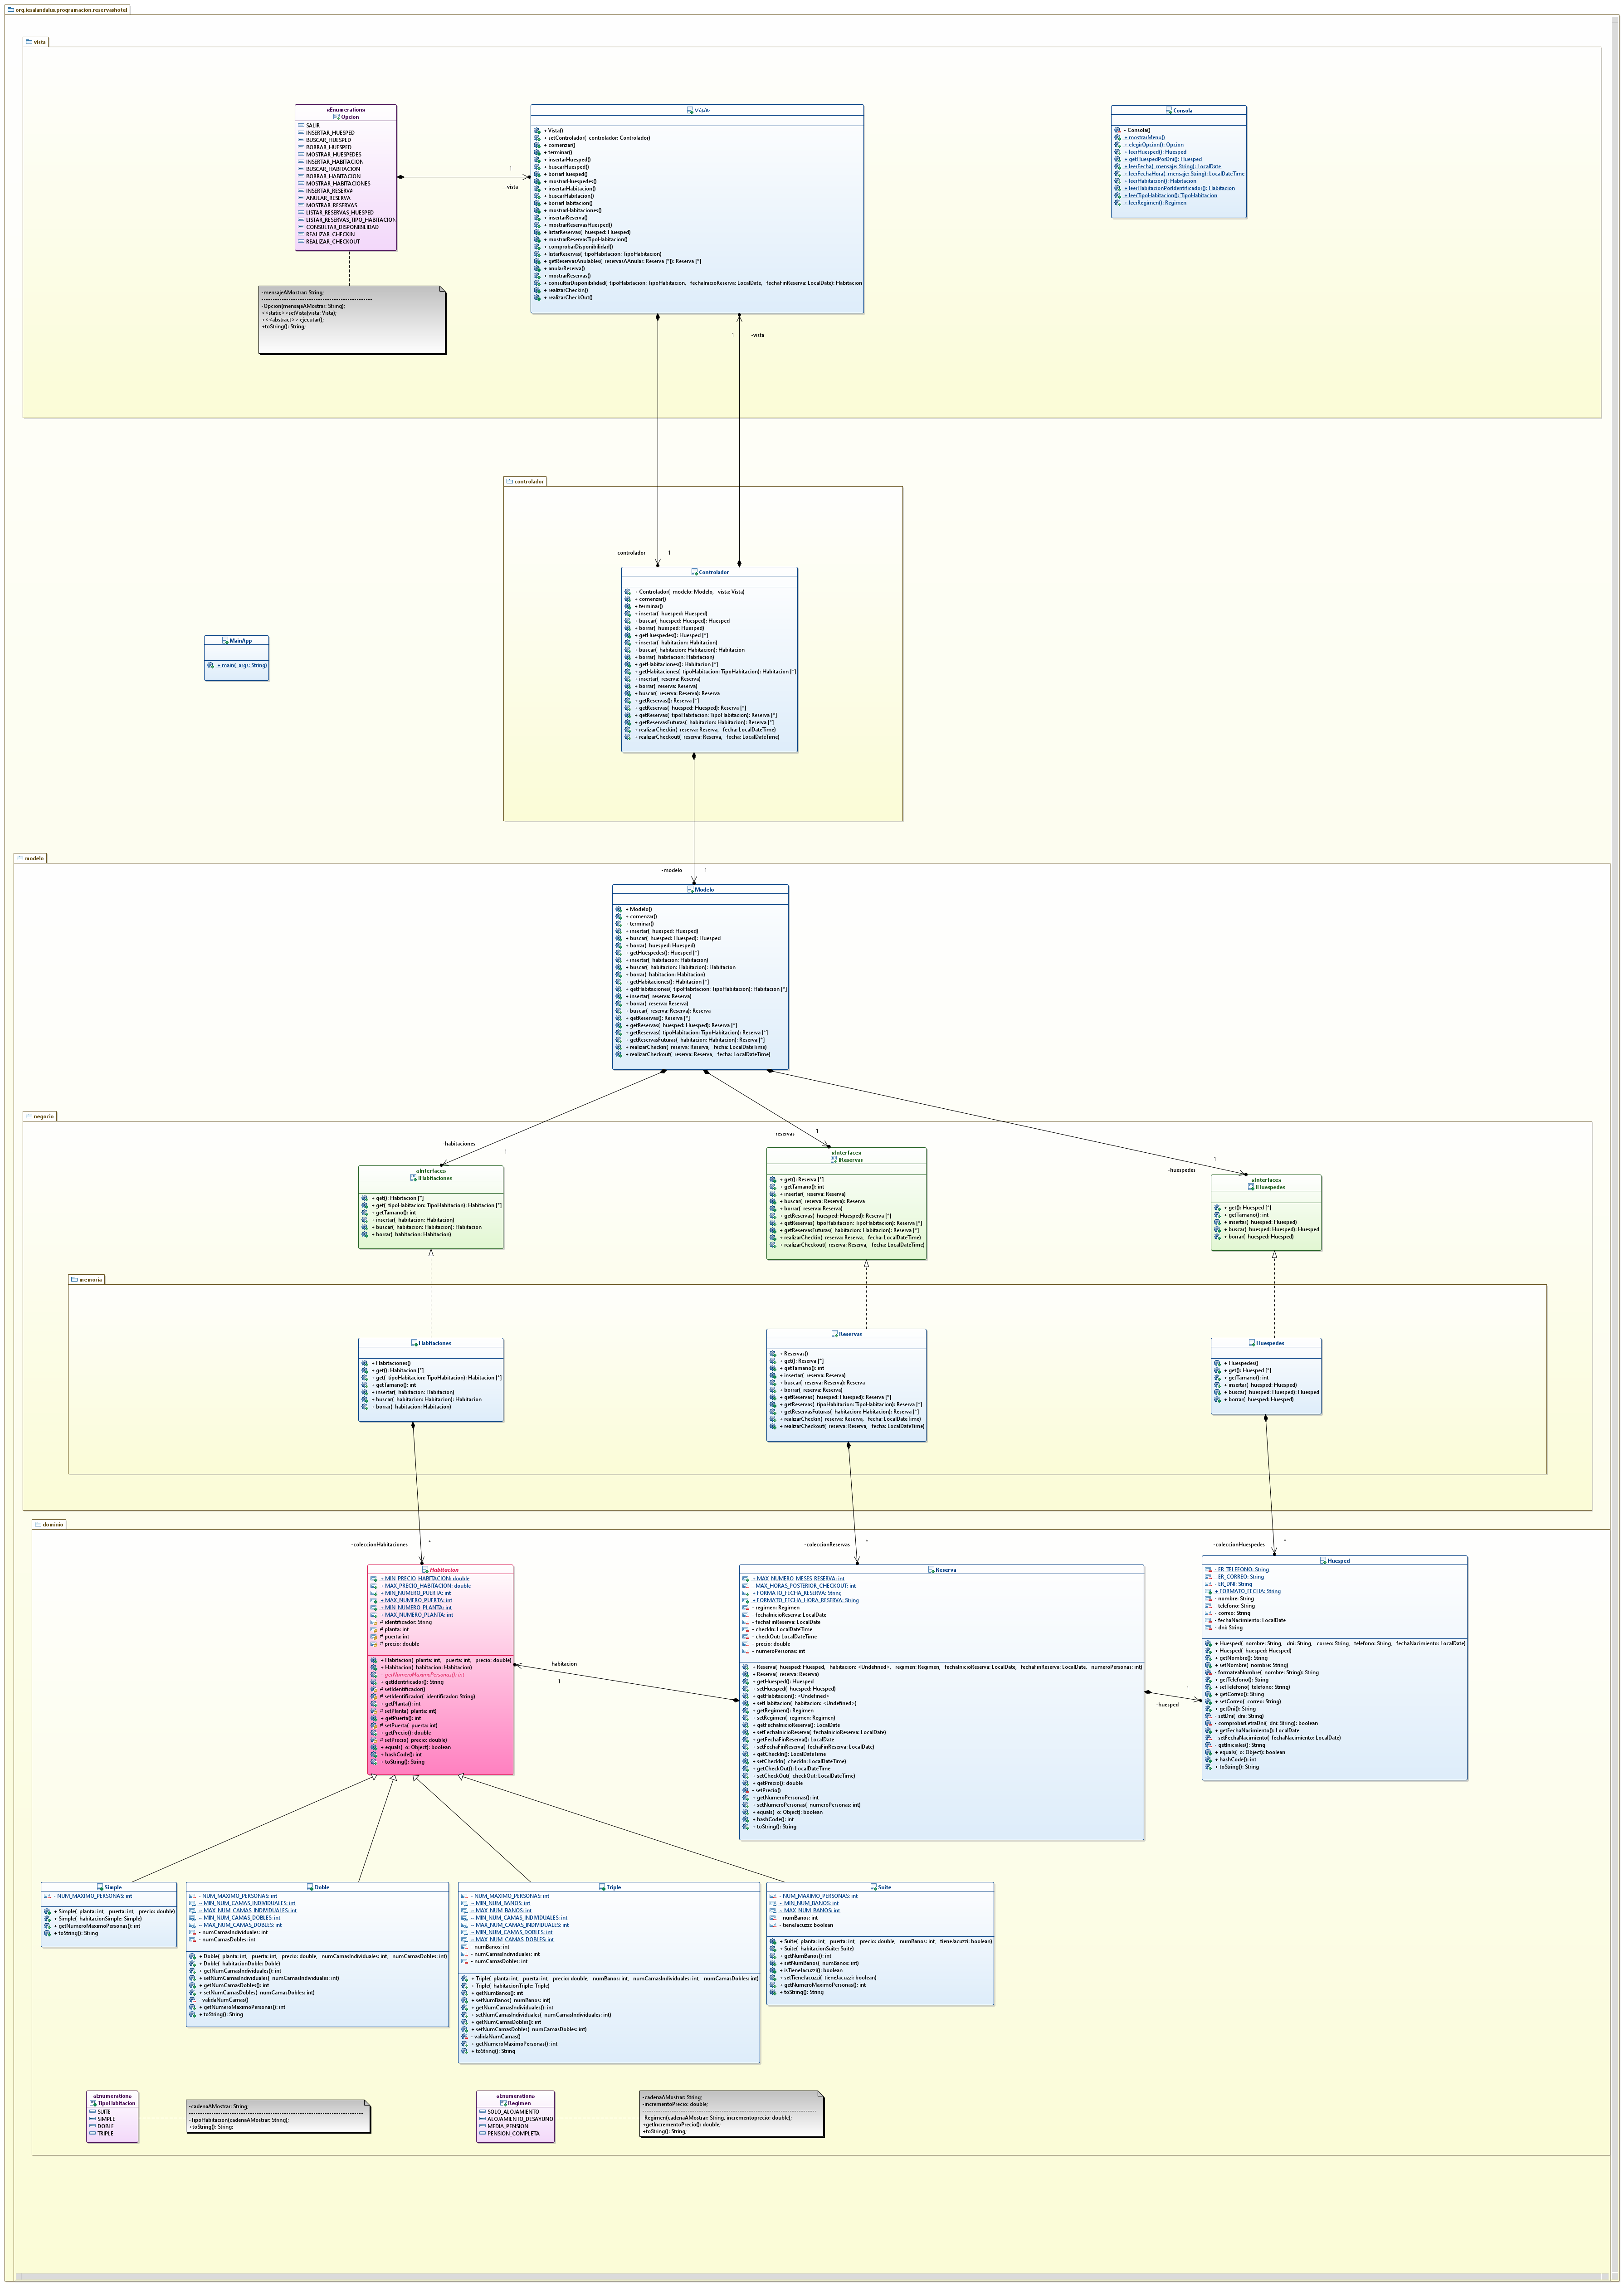 org.iesalandalus.programacion.reservashotel
vista
«Enumeration»
Opcion
SALIR
INSERTAR_HUESPED
BUSCAR_HUESPED
BORRAR_HUESPED
MOSTRAR_HUESPEDES
INSERTAR_HABITACION
BUSCAR_HABITACION
BORRAR_HABITACION
MOSTRAR_HABITACIONES
INSERTAR_RESERVA
ANULAR_RESERVA
MOSTRAR_RESERVAS
LISTAR_RESERVAS_HUESPED
LISTAR_RESERVAS_TIPO_HABITACION
CONSULTAR_DISPONIBILIDAD
REALIZAR_CHECKIN
REALIZAR_CHECKOUT
-mensajeAMostrar: String;
-Opcion(mensajeAMostrar: String);
<<static>>setVista(vista: Vista);
+<<abstract>> ejecutar();
+toString(): String;
1
-vista
Vista
+ Vista()
+ setControlador( controlador: Controlador)
+ comenzar()
+ terminar()
+ insertarHuesped()
+ buscarHuesped()
+ borrarHuesped()
+ mostrarHuespedes()
+ insertarHabitacion()
+ buscarHabitacion()
+ borrarHabitacion()
+ mostrarHabitaciones()
+ insertarReserva()
+ mostrarReservasHuesped()
+ listarReservas( huesped: Huesped)
+ mostrarReservasTipoHabitacion()
+ comprobarDisponibilidad()
+ listarReservas( tipoHabitacion: TipoHabitacion)
+ getReservasAnulables( reservasAAnular: Reserva [*]): Reserva [*]
+ anularReserva()
+ mostrarReservas()
+ consultarDisponibilidad( tipoHabitacion: TipoHabitacion, fechaInicioReserva: LocalDate, fechaFinReserva: LocalDate): Habitacion
+ realizarCheckin()
+ realizarCheckOut()
Consola
- Consola()
+ mostrarMenu()
+ elegirOpcion(): Opcion
+ leerHuesped(): Huesped
+ getHuespedPorDni(): Huesped
+ leerFecha( mensaje: String): LocalDate
+ leerFechaHora( mensaje: String): LocalDateTime
+ leerHabitacion(): Habitacion
+ leerHabitacionPorIdentificador(): Habitacion
+ leerTipoHabitacion(): TipoHabitacion
+ leerRegimen(): Regimen
1
-vista
controlador
-controlador
1
Controlador
+ Controlador( modelo: Modelo, vista: Vista)
+ comenzar()
+ terminar()
+ insertar( huesped: Huesped)
+ buscar( huesped: Huesped): Huesped
+ borrar( huesped: Huesped)
+ getHuespedes(): Huesped [*]
+ insertar( habitacion: Habitacion)
+ buscar( habitacion: Habitacion): Habitacion
+ borrar( habitacion: Habitacion)
+ getHabitaciones(): Habitacion [*]
+ getHabitaciones( tipoHabitacion: TipoHabitacion): Habitacion [*]
+ insertar( reserva: Reserva)
+ borrar( reserva: Reserva)
+ buscar( reserva: Reserva): Reserva
+ getReservas(): Reserva [*]
+ getReservas( huesped: Huesped): Reserva [*]
+ getReservas( tipoHabitacion: TipoHabitacion): Reserva [*]
+ getReservasFuturas( habitacion: Habitacion): Reserva [*]
+ realizarCheckin( reserva: Reserva, fecha: LocalDateTime)
+ realizarCheckout( reserva: Reserva, fecha: LocalDateTime)
MainApp
+ main( args: String)
modelo
-modelo
1
Modelo
+ Modelo()
+ comenzar()
+ terminar()
+ insertar( huesped: Huesped)
+ buscar( huesped: Huesped): Huesped
+ borrar( huesped: Huesped)
+ getHuespedes(): Huesped [*]
+ insertar( habitacion: Habitacion)
+ buscar( habitacion: Habitacion): Habitacion
+ borrar( habitacion: Habitacion)
+ getHabitaciones(): Habitacion [*]
+ getHabitaciones( tipoHabitacion: TipoHabitacion): Habitacion [*]
+ insertar( reserva: Reserva)
+ borrar( reserva: Reserva)
+ buscar( reserva: Reserva): Reserva
+ getReservas(): Reserva [*]
+ getReservas( huesped: Huesped): Reserva [*]
+ getReservas( tipoHabitacion: TipoHabitacion): Reserva [*]
+ getReservasFuturas( habitacion: Habitacion): Reserva [*]
+ realizarCheckin( reserva: Reserva, fecha: LocalDateTime)
+ realizarCheckout( reserva: Reserva, fecha: LocalDateTime)
negocio
-habitaciones
1
-reservas
1
-huespedes
1
«Interface»
IHabitaciones
+ get(): Habitacion [*]
+ get( tipoHabitacion: TipoHabitacion): Habitacion [*]
+ getTamano(): int
+ insertar( habitacion: Habitacion)
+ buscar( habitacion: Habitacion): Habitacion
+ borrar( habitacion: Habitacion)
«Interface»
IReservas
+ get(): Reserva [*]
+ getTamano(): int
+ insertar( reserva: Reserva)
+ buscar( reserva: Reserva): Reserva
+ borrar( reserva: Reserva)
+ getReservas( huesped: Huesped): Reserva [*]
+ getReservas( tipoHabitacion: TipoHabitacion): Reserva [*]
+ getReservasFuturas( habitacion: Habitacion): Reserva [*]
+ realizarCheckin( reserva: Reserva, fecha: LocalDateTime)
+ realizarCheckout( reserva: Reserva, fecha: LocalDateTime)
«Interface»
IHuespedes
+ get(): Huesped [*]
+ getTamano(): int
+ insertar( huesped: Huesped)
+ buscar( huesped: Huesped): Huesped
+ borrar( huesped: Huesped)
memoria
Habitaciones
+ Habitaciones()
+ get(): Habitacion [*]
+ get( tipoHabitacion: TipoHabitacion): Habitacion [*]
+ getTamano(): int
+ insertar( habitacion: Habitacion)
+ buscar( habitacion: Habitacion): Habitacion
+ borrar( habitacion: Habitacion)
Reservas
+ Reservas()
+ get(): Reserva [*]
+ getTamano(): int
+ insertar( reserva: Reserva)
+ buscar( reserva: Reserva): Reserva
+ borrar( reserva: Reserva)
+ getReservas( huesped: Huesped): Reserva [*]
+ getReservas( tipoHabitacion: TipoHabitacion): Reserva [*]
+ getReservasFuturas( habitacion: Habitacion): Reserva [*]
+ realizarCheckin( reserva: Reserva, fecha: LocalDateTime)
+ realizarCheckout( reserva: Reserva, fecha: LocalDateTime)
Huespedes
+ Huespedes()
+ get(): Huesped [*]
+ getTamano(): int
+ insertar( huesped: Huesped)
+ buscar( huesped: Huesped): Huesped
+ borrar( huesped: Huesped)
dominio
-coleccionHabitaciones
*
-coleccionReservas
*
-coleccionHuespedes
*
Habitacion
+ MIN_PRECIO_HABITACION: double
+ MAX_PRECIO_HABITACION: double
+ MIN_NUMERO_PUERTA: int
+ MAX_NUMERO_PUERTA: int
+ MIN_NUMERO_PLANTA: int
+ MAX_NUMERO_PLANTA: int
# identificador: String
# planta: int
# puerta: int
# precio: double
+ Habitacion( planta: int, puerta: int, precio: double)
+ Habitacion( habitacion: Habitacion)
+ getNumeroMaximoPersonas(): int
+ getIdentificador(): String
# setIdentificador()
# setIdentificador( identificador: String)
+ getPlanta(): int
# setPlanta( planta: int)
+ getPuerta(): int
# setPuerta( puerta: int)
+ getPrecio(): double
# setPrecio( precio: double)
+ equals( o: Object): boolean
+ hashCode(): int
+ toString(): String
-habitacion
1
Reserva
+ MAX_NUMERO_MESES_RESERVA: int
- MAX_HORAS_POSTERIOR_CHECKOUT: int
+ FORMATO_FECHA_RESERVA: String
+ FORMATO_FECHA_HORA_RESERVA: String
- regimen: Regimen
- fechaInicioReserva: LocalDate
- fechaFinReserva: LocalDate
- checkIn: LocalDateTime
- checkOut: LocalDateTime
- precio: double
- numeroPersonas: int
+ Reserva( huesped: Huesped, habitacion: <Undefined>, regimen: Regimen, fechaInicioReserva: LocalDate, fechaFinReserva: LocalDate, numeroPersonas: int)
+ Reserva( reserva: Reserva)
+ getHuesped(): Huesped
+ setHuesped( huesped: Huesped)
+ getHabitacion(): <Undefined>
+ setHabitacion( habitacion: <Undefined>)
+ getRegimen(): Regimen
+ setRegimen( regimen: Regimen)
+ getFechaInicioReserva(): LocalDate
+ setFechaInicioReserva( fechaInicioReserva: LocalDate)
+ getFechaFinReserva(): LocalDate
+ setFechaFinReserva( fechaFinReserva: LocalDate)
+ getCheckIn(): LocalDateTime
+ setCheckIn( checkIn: LocalDateTime)
+ getCheckOut(): LocalDateTime
+ setCheckOut( checkOut: LocalDateTime)
+ getPrecio(): double
- setPrecio()
+ getNumeroPersonas(): int
+ setNumeroPersonas( numeroPersonas: int)
+ equals( o: Object): boolean
+ hashCode(): int
+ toString(): String
1
-huesped
Huesped
- ER_TELEFONO: String
- ER_CORREO: String
- ER_DNI: String
+ FORMATO_FECHA: String
- nombre: String
- telefono: String
- correo: String
- fechaNacimiento: LocalDate
- dni: String
+ Huesped( nombre: String, dni: String, correo: String, telefono: String, fechaNacimiento: LocalDate)
+ Huesped( huesped: Huesped)
+ getNombre(): String
+ setNombre( nombre: String)
- formateaNombre( nombre: String): String
+ getTelefono(): String
+ setTelefono( telefono: String)
+ getCorreo(): String
+ setCorreo( correo: String)
+ getDni(): String
- setDni( dni: String)
- comprobarLetraDni( dni: String): boolean
+ getFechaNacimiento(): LocalDate
- setFechaNacimiento( fechaNacimiento: LocalDate)
- getIniciales(): String
+ equals( o: Object): boolean
+ hashCode(): int
+ toString(): String
Simple
- NUM_MAXIMO_PERSONAS: int
+ Simple( planta: int, puerta: int, precio: double)
+ Simple( habitacionSimple: Simple)
+ getNumeroMaximoPersonas(): int
+ toString(): String
Doble
- NUM_MAXIMO_PERSONAS: int
~ MIN_NUM_CAMAS_INDIVIDUALES: int
~ MAX_NUM_CAMAS_INDIVIDUALES: int
~ MIN_NUM_CAMAS_DOBLES: int
~ MAX_NUM_CAMAS_DOBLES: int
- numCamasIndividuales: int
- numCamasDobles: int
+ Doble( planta: int, puerta: int, precio: double, numCamasIndividuales: int, numCamasDobles: int)
+ Doble( habitacionDoble: Doble)
+ getNumCamasIndividuales(): int
+ setNumCamasIndividuales( numCamasIndividuales: int)
+ getNumCamasDobles(): int
+ setNumCamasDobles( numCamasDobles: int)
- validaNumCamas()
+ getNumeroMaximoPersonas(): int
+ toString(): String
Triple
- NUM_MAXIMO_PERSONAS: int
~ MIN_NUM_BANOS: int
~ MAX_NUM_BANOS: int
~ MIN_NUM_CAMAS_INDIVIDUALES: int
~ MAX_NUM_CAMAS_INDIVIDUALES: int
~ MIN_NUM_CAMAS_DOBLES: int
~ MAX_NUM_CAMAS_DOBLES: int
- numBanos: int
- numCamasIndividuales: int
- numCamasDobles: int
+ Triple( planta: int, puerta: int, precio: double, numBanos: int, numCamasIndividuales: int, numCamasDobles: int)
+ Triple( habitacionTriple: Triple)
+ getNumBanos(): int
+ setNumBanos( numBanos: int)
+ getNumCamasIndividuales(): int
+ setNumCamasIndividuales( numCamasIndividuales: int)
+ getNumCamasDobles(): int
+ setNumCamasDobles( numCamasDobles: int)
- validaNumCamas()
+ getNumeroMaximoPersonas(): int
+ toString(): String
Suite
- NUM_MAXIMO_PERSONAS: int
~ MIN_NUM_BANOS: int
~ MAX_NUM_BANOS: int
- numBanos: int
- tieneJacuzzi: boolean
+ Suite( planta: int, puerta: int, precio: double, numBanos: int, tieneJacuzzi: boolean)
+ Suite( habitacionSuite: Suite)
+ getNumBanos(): int
+ setNumBanos( numBanos: int)
+ isTieneJacuzzi(): boolean
+ setTieneJacuzzi( tieneJacuzzi: boolean)
+ getNumeroMaximoPersonas(): int
+ toString(): String
«Enumeration»
TipoHabitacion
SUITE
SIMPLE
DOBLE
TRIPLE
-cadenaAMostrar: String;
-TipoHabitacion(cadenaAMostrar: String);
+toString(): String;
«Enumeration»
Regimen
SOLO_ALOJAMIENTO
ALOJAMIENTO_DESAYUNO
MEDIA_PENSION
PENSION_COMPLETA
-cadenaAMostrar: String;
-incrementoPrecio: double;
-Regimen(cadenaAMostrar: String, incrementoprecio: double);
+getIncrementoPrecio(): double;
+toString(): String;